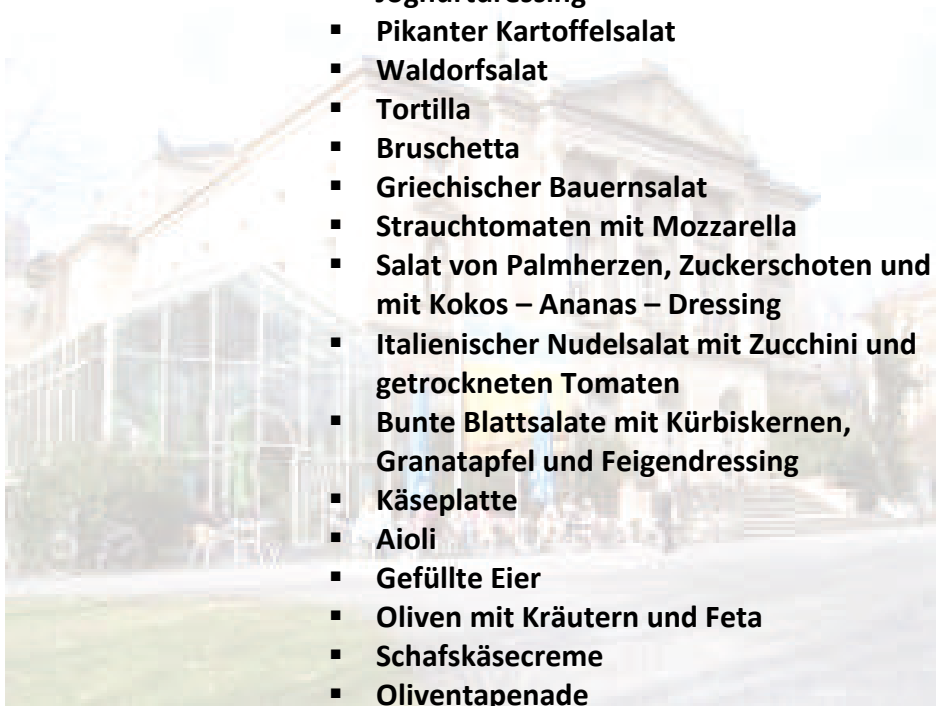 Joghurtdressing
▪ Pikanter Kartoffelsalat
▪ Waldorfsalat
▪ Tortilla
▪ Bruschetta
▪ Griechischer Bauernsalat
▪ Strauchtomaten mit Mozzarella
▪ Salat von Palmherzen, Zuckerschoten und
mit Kokos – Ananas – Dressing
▪ Italienischer Nudelsalat mit Zucchini und
getrockneten Tomaten
▪ Bunte Blattsalate mit Kürbiskernen,
Granatapfel und Feigendressing
▪ Käseplatte
▪ Aioli
▪ Gefüllte Eier
▪ Oliven mit Kräutern und Feta
▪ Schafskäsecreme
▪ Oliventapenade